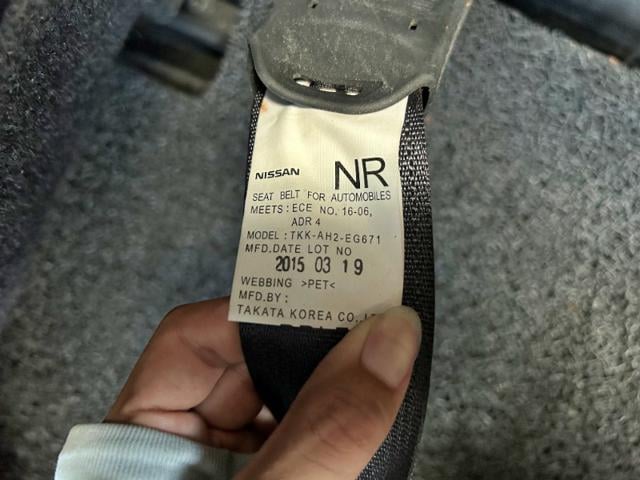 NISSAN NR
SEAT BELT FOR AUTOMOBILES
MEETS: ECE NO. 16-06,
ADR 4
MODEL: TKK-AH2-EG671
MFD.DATE LOT NO
2015 03 19
WEBBING >PET<
MFD.BY:
TAKATA KOREA CO.,